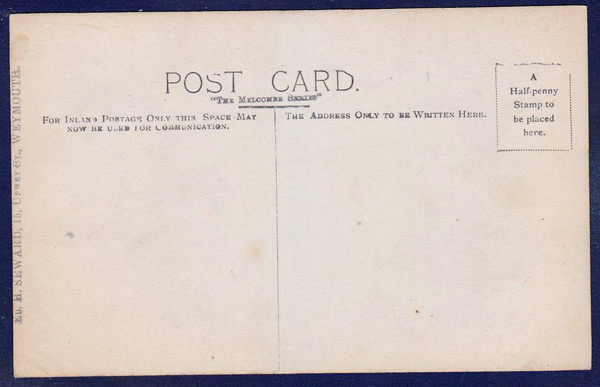 POST CARD.
"THE MELCOMBE SERIES"
FOR INLAND POSTAGE ONLY THIS SPACE MAY
NOW BE USED FOR COMMUNICATION.
THE ADDRESS ONLY TO BE WRITTEN HERE.
A
Half-penny
Stamp to
be placed
here.
ED. H. SEWARD, 15, UPWEY ST., WEYMOUTH.